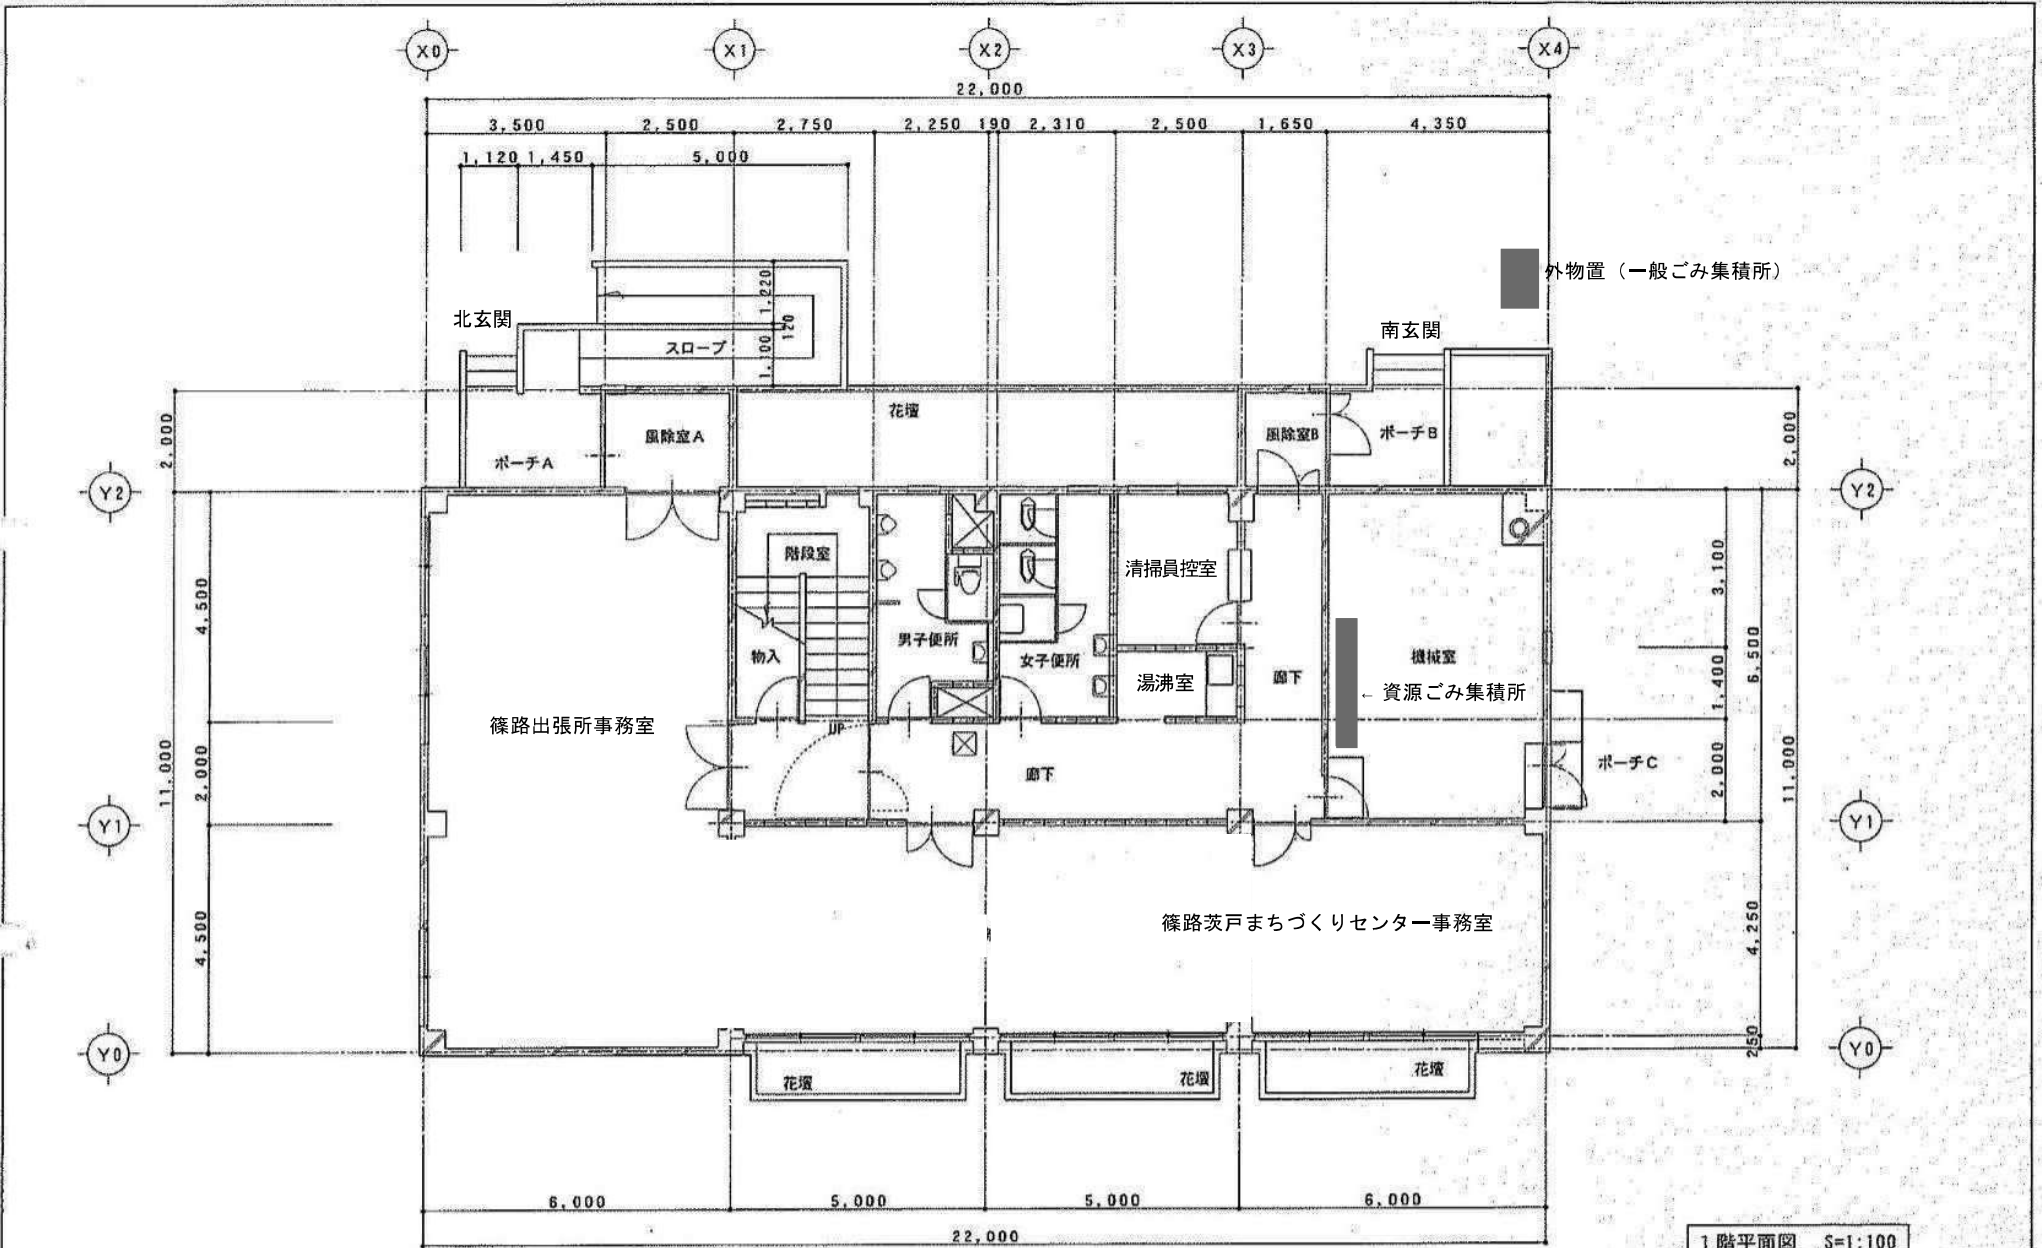 X0 X1 X2 X3 X4
22,000
3,500 2,500 2,750 2,250 190 2,310 2,500 1,650 4,350
1,120 1,450 5,000
外物置（一般ごみ集積所）
北玄関
1,220
120
南玄関
スロープ
1,100
花壇
2,000
風除室A
風除室B
ポーチB
2,000
ポーチA
Y2
Y2
階段室
清掃員控室
3,100
4,500
男子便所
物入
女子便所
湯沸室
廊下
機械室
6,500
1,400
← 資源ごみ集積所
篠路出張所事務室
UP
11,000
2,000
廊下
ポーチC
2,000
11,000
Y1
Y1
篠路茨戸まちづくりセンター事務室
4,500
4,250
250
Y0
Y0
花壇
花壇
花壇
6,000 5,000 5,000 6,000
22,000
1階平面図 S=1:100